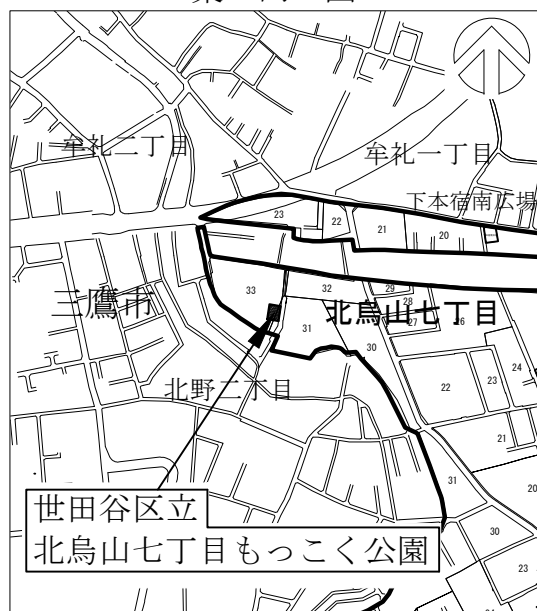 案内図
牟礼二丁目
牟礼一丁目
下本宿南広場
23
22
21
20
三鷹市
33
32
29
28
27
26
31
北烏山七丁目
30
北野二丁目
22
23
24
21
31
20
30
23
世田谷区立
北烏山七丁目もっこく公園